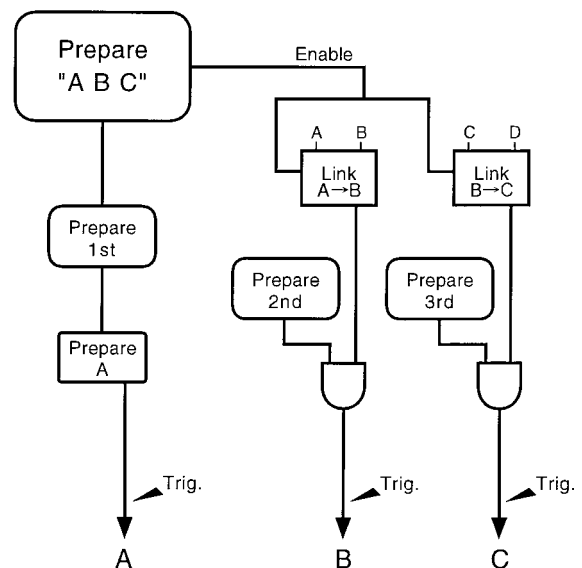 Prepare
"A B C"
Enable
A B
C D
Link
A→B
Link
B→C
Prepare
1st
Prepare
2nd
Prepare
3rd
Prepare
A
Trig.
Trig.
Trig.
A
B
C